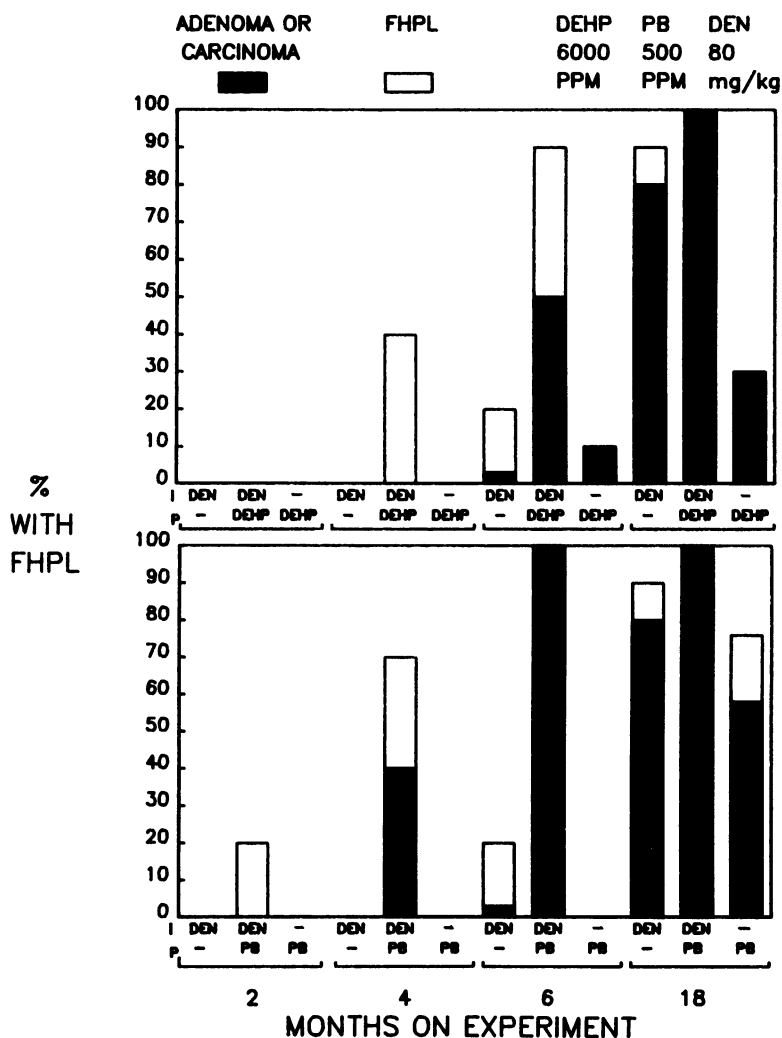 ADENOMA OR CARCINOMA FHPL DEHP 6000 PPM PB 500 PPM DEN 80 mg/kg
100
90
80
70
60
50
40
30
20
10
0
I DEN DEN – DEN DEN – DEN DEN – DEN DEN –
P – DEHP DEHP – DEHP DEHP – DEHP DEHP – DEHP DEHP
% WITH FHPL
100
90
80
70
60
50
40
30
20
10
0
I DEN DEN – DEN DEN – DEN DEN – DEN DEN –
P – PB PB – PB PB – PB PB – PB PB
2 4 6 18
MONTHS ON EXPERIMENT